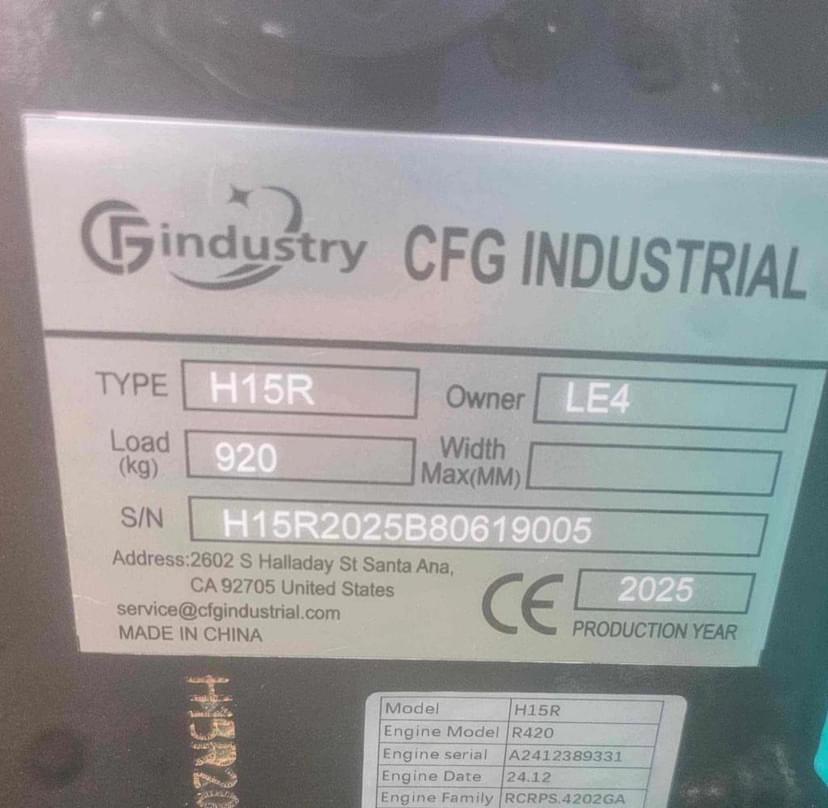 CFG industry CFG INDUSTRIAL
TYPE H15R Owner LE4
Load (kg) 920 Width Max(MM)
S/N H15R2025B80619005
Address:2602 S Halladay St Santa Ana,
CA 92705 United States
service@cfgindustrial.com
MADE IN CHINA
CE 2025
PRODUCTION YEAR
Model H15R
Engine Model R420
Engine serial A2412389331
Engine Date 24.12
Engine Family RCRPS.4202GA